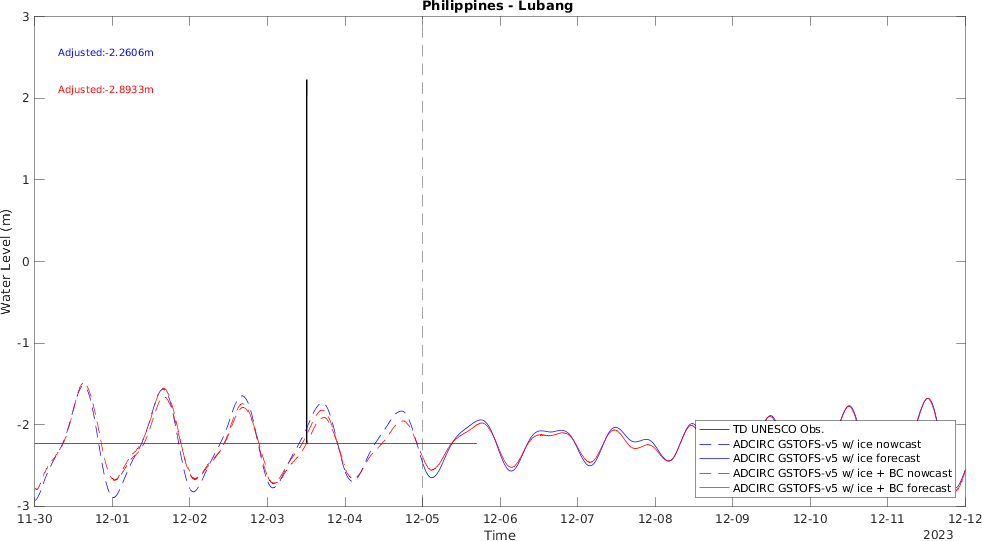 Philippines - Lubang
3
Adjusted:-2.2606m
Adjusted:-2.8933m
2
1
0
-1
-2
-3
Water Level (m)
TD UNESCO Obs.
ADCIRC GSTOFS-v5 w/ ice nowcast
ADCIRC GSTOFS-v5 w/ ice forecast
ADCIRC GSTOFS-v5 w/ ice + BC nowcast
ADCIRC GSTOFS-v5 w/ ice + BC forecast
11-30 12-01 12-02 12-03 12-04 12-05 12-06 12-07 12-08 12-09 12-10 12-11 12-12
Time
2023